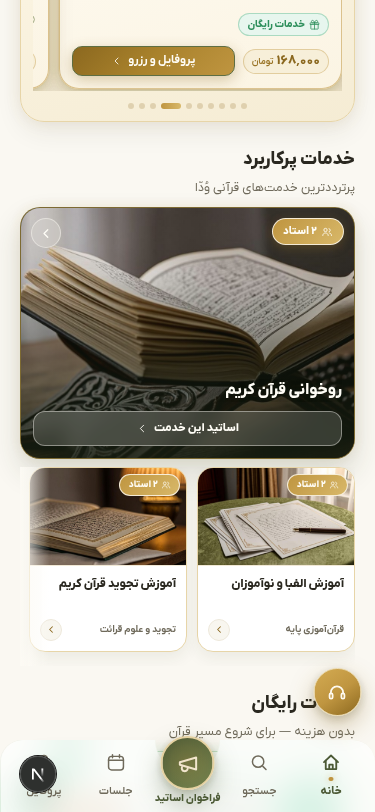 خدمات رایگان
۱۶۸,۰۰۰ تومان
پروفایل و رزرو
خدمات پرکاربرد
پرترددترین خدمت‌های قرآنی وُدّا
۲ استاد
روخوانی قرآن کریم
اساتید این خدمت
۲ استاد
آموزش الفبا و نوآموزان
قرآن‌آموزی پایه
۲ استاد
آموزش تجوید قرآن کریم
تجوید و علوم قرائت
ت رایگان
بدون هزینه — برای شروع مسیر قرآن
خانه
جستجو
فراخوان اساتید
جلسات
پروفایل
N